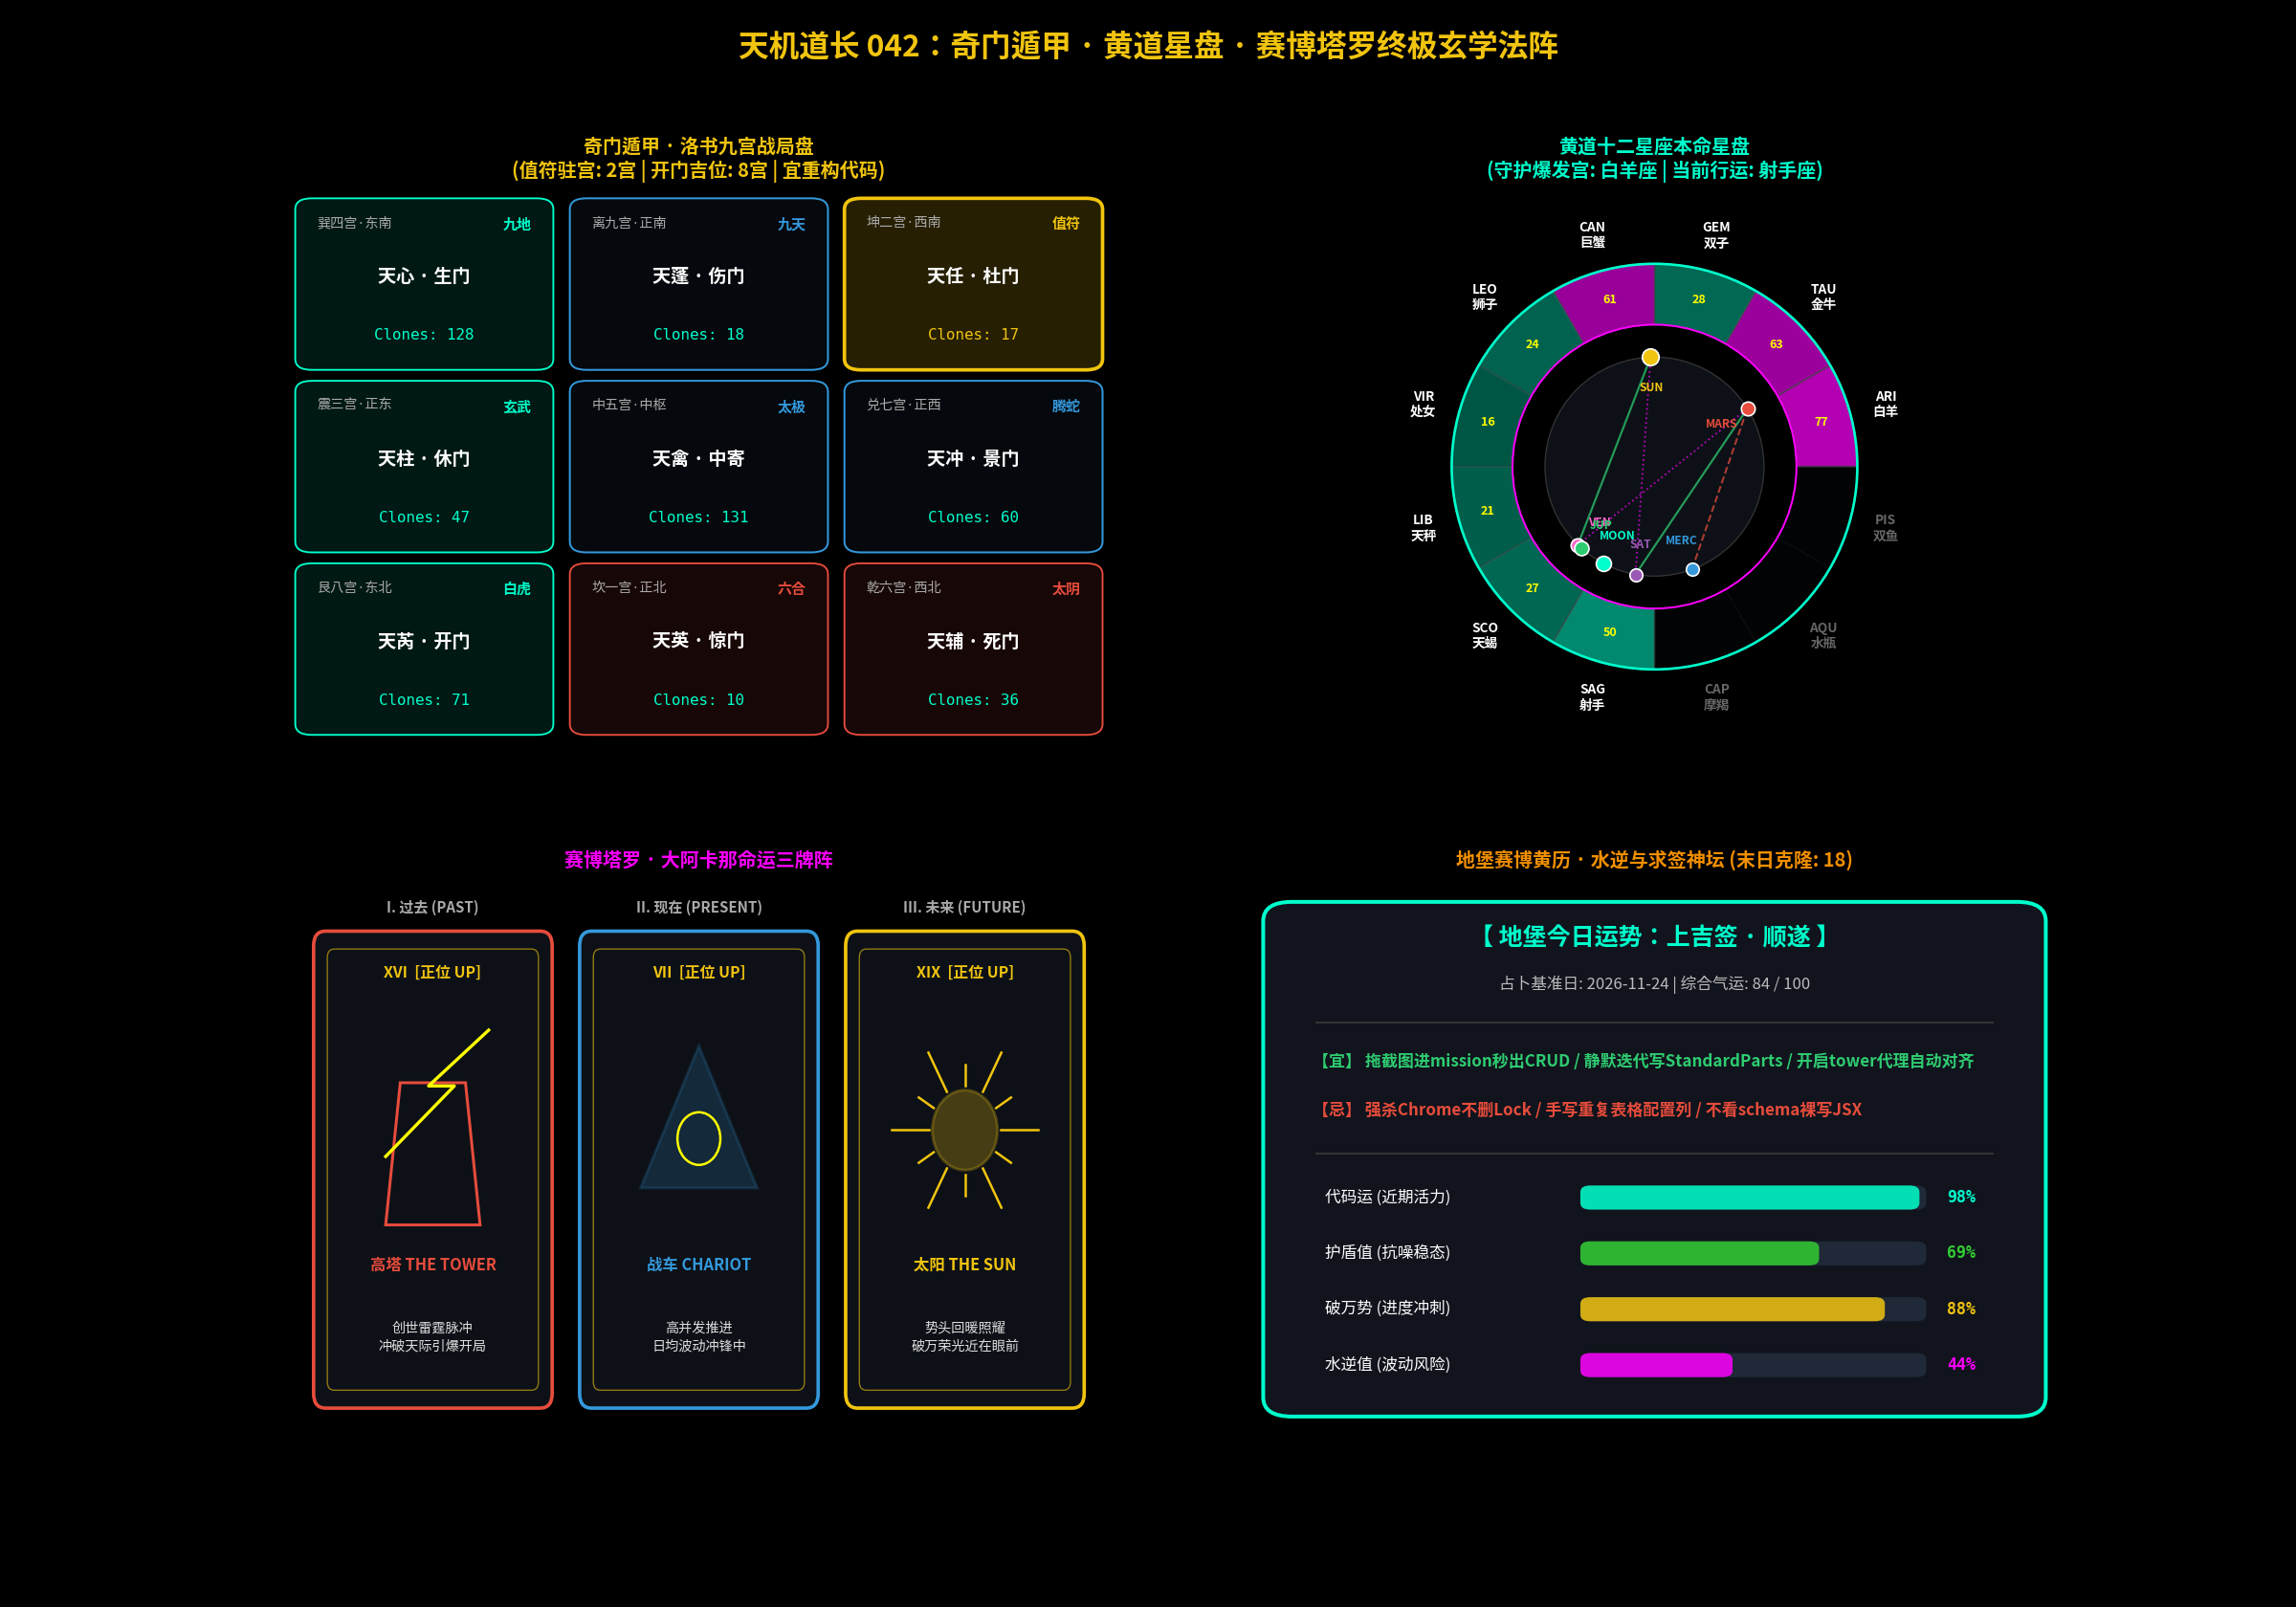 天机道长 042：奇门遁甲 · 黄道星盘 · 赛博塔罗终极玄学法阵
奇门遁甲 · 洛书九宫战局盘
(值符驻宫: 2宫 | 开门吉位: 8宫 | 宜重构代码)
巽四宫·东南
九地
天心 · 生门
Clones: 128
离九宫·正南
九天
天蓬 · 伤门
Clones: 18
坤二宫·西南
值符
天任 · 杜门
Clones: 17
震三宫·正东
玄武
天柱 · 休门
Clones: 47
中五宫·中枢
太极
天禽 · 中寄
Clones: 131
兑七宫·正西
腾蛇
天冲 · 景门
Clones: 60
艮八宫·东北
白虎
天芮 · 开门
Clones: 71
坎一宫·正北
六合
天英 · 惊门
Clones: 10
乾六宫·西北
太阴
天辅 · 死门
Clones: 36
黄道十二星座本命星盘
(守护爆发宫: 白羊座 | 当前行运: 射手座)
CAN
巨蟹
GEM
双子
LEO
狮子
TAU
金牛
VIR
处女
ARI
白羊
LIB
天秤
PIS
双鱼
SCO
天蝎
AQU
水瓶
SAG
射手
CAP
摩羯
61
28
24
63
16
77
21
27
50
SUN
MARS
VEN
JUP
MOON
SAT
MERC
赛博塔罗 · 大阿卡那命运三牌阵
I. 过去 (PAST)
XVI [正位 UP]
高塔 THE TOWER
创世雷霆脉冲
冲破天际引爆开局
II. 现在 (PRESENT)
VII [正位 UP]
战车 CHARIOT
高并发推进
日均波动冲锋中
III. 未来 (FUTURE)
XIX [正位 UP]
太阳 THE SUN
势头回暖照耀
破万荣光近在眼前
地堡赛博黄历 · 水逆与求签神坛 (末日克隆: 18)
【 地堡今日运势：上吉签 · 顺遂 】
占卜基准日: 2026-11-24 | 综合气运: 84 / 100
【宜】 拖截图进mission秒出CRUD / 静默迭代写StandardParts / 开启tower代理自动对齐
【忌】 强杀Chrome不删Lock / 手写重复表格配置列 / 不看schema裸写JSX
代码运 (近期活力) 98%
护盾值 (抗噪稳态) 69%
破万势 (进度冲刺) 88%
水逆值 (波动风险) 44%